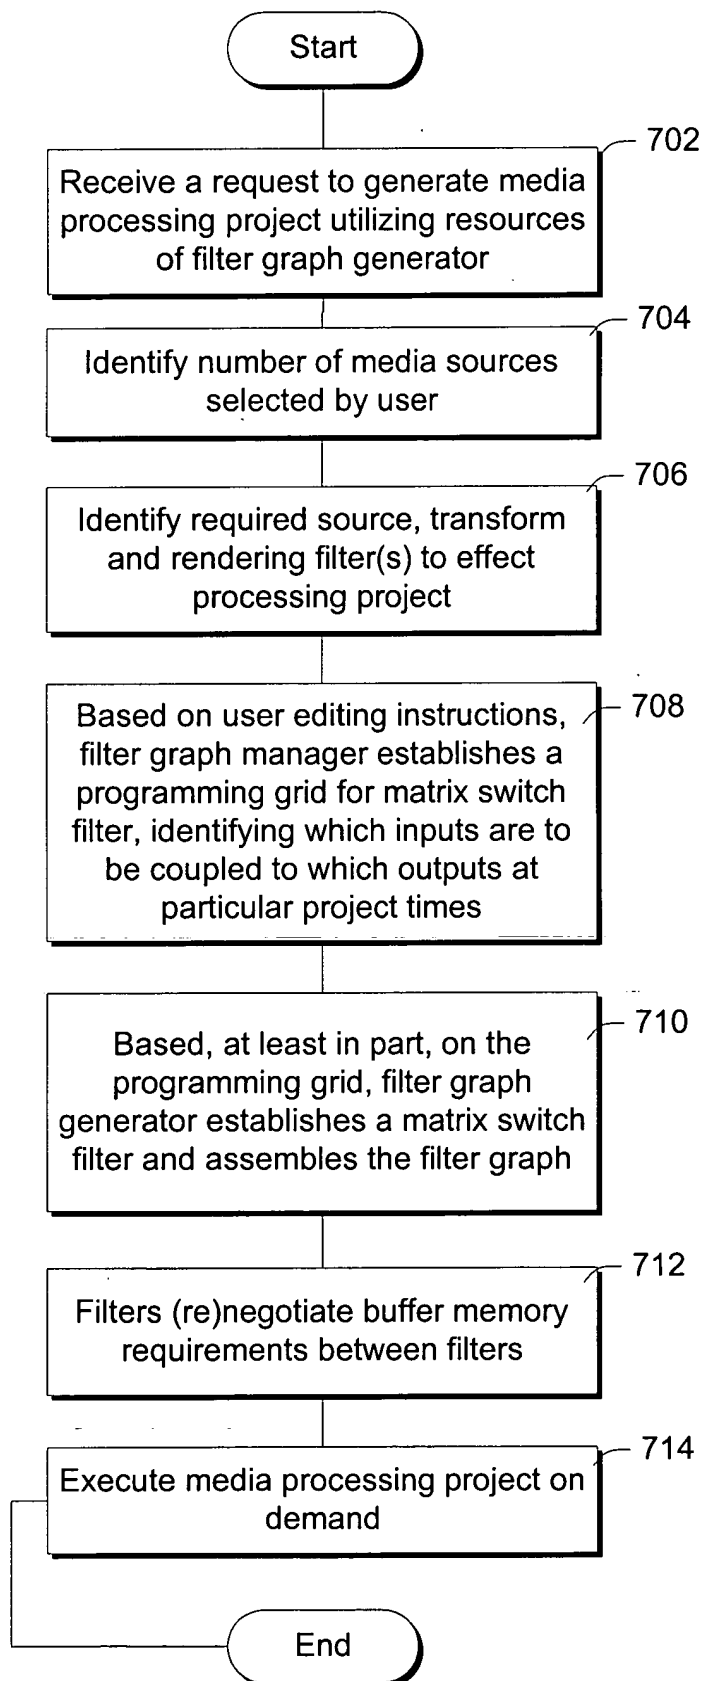 Start
702
Receive a request to generate media
processing project utilizing resources
of filter graph generator
704
Identify number of media sources
selected by user
706
Identify required source, transform
and rendering filter(s) to effect
processing project
708
Based on user editing instructions,
filter graph manager establishes a
programming grid for matrix switch
filter, identifying which inputs are to
be coupled to which outputs at
particular project times
710
Based, at least in part, on the
programming grid, filter graph
generator establishes a matrix switch
filter and assembles the filter graph
712
Filters (re)negotiate buffer memory
requirements between filters
714
Execute media processing project on
demand
End